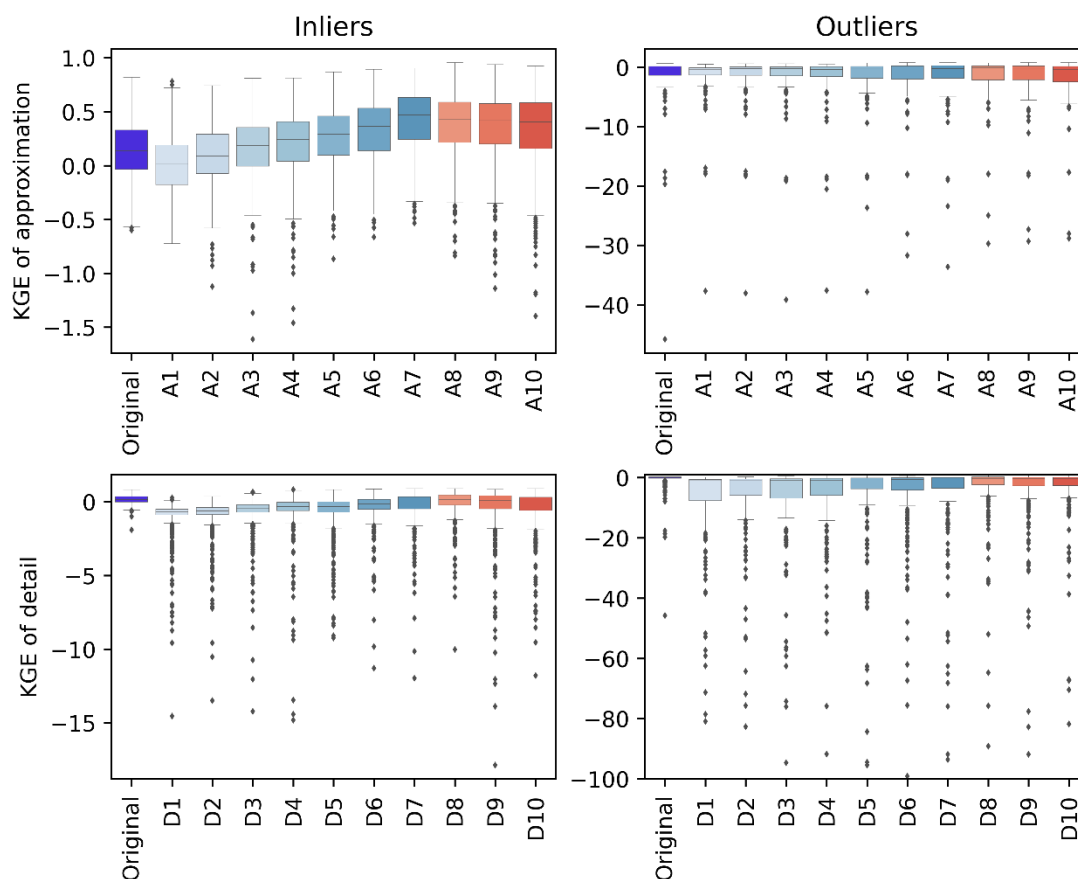 Inliers
Outliers
KGE of approximation
1.0
0.5
0.0
−0.5
−1.0
−1.5
Original
A1
A2
A3
A4
A5
A6
A7
A8
A9
A10
0
−10
−20
−30
−40
Original
A1
A2
A3
A4
A5
A6
A7
A8
A9
A10
KGE of detail
0
−5
−10
−15
Original
D1
D2
D3
D4
D5
D6
D7
D8
D9
D10
0
−20
−40
−60
−80
−100
Original
D1
D2
D3
D4
D5
D6
D7
D8
D9
D10